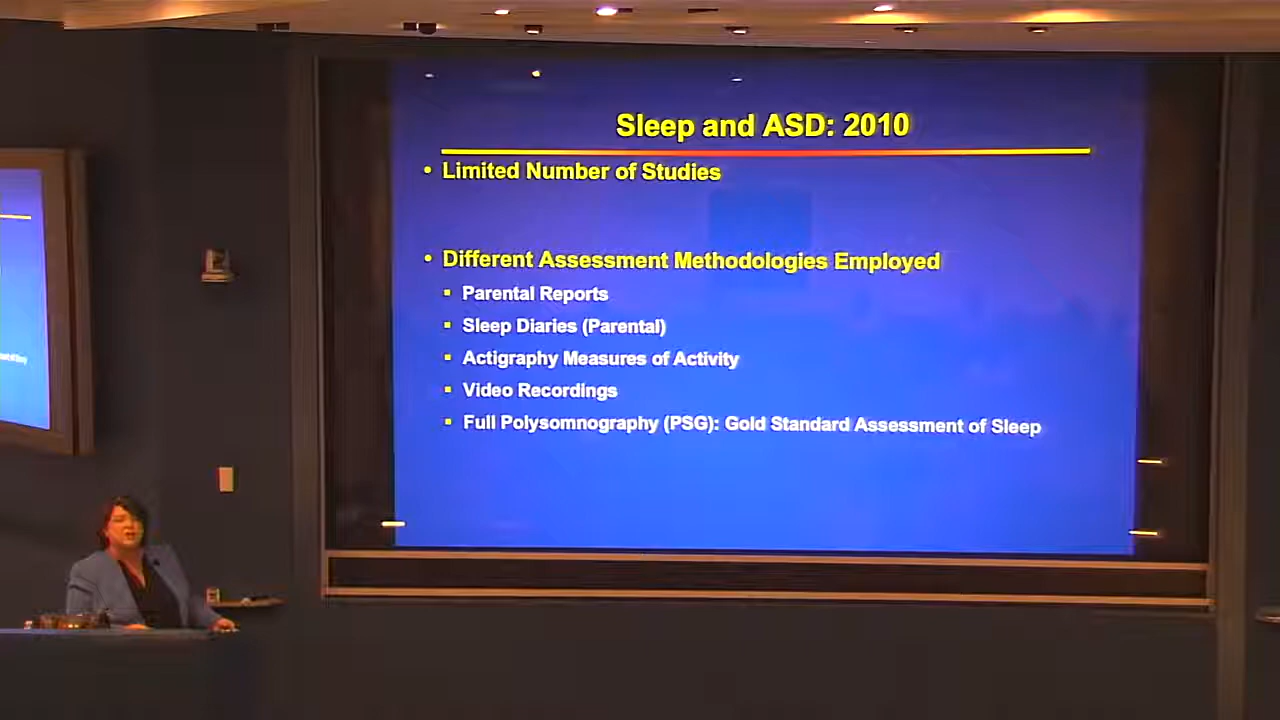 Sleep and ASD: 2010
• Limited Number of Studies
• Different Assessment Methodologies Employed
▪ Parental Reports
▪ Sleep Diaries (Parental)
▪ Actigraphy Measures of Activity
▪ Video Recordings
▪ Full Polysomnography (PSG): Gold Standard Assessment of Sleep